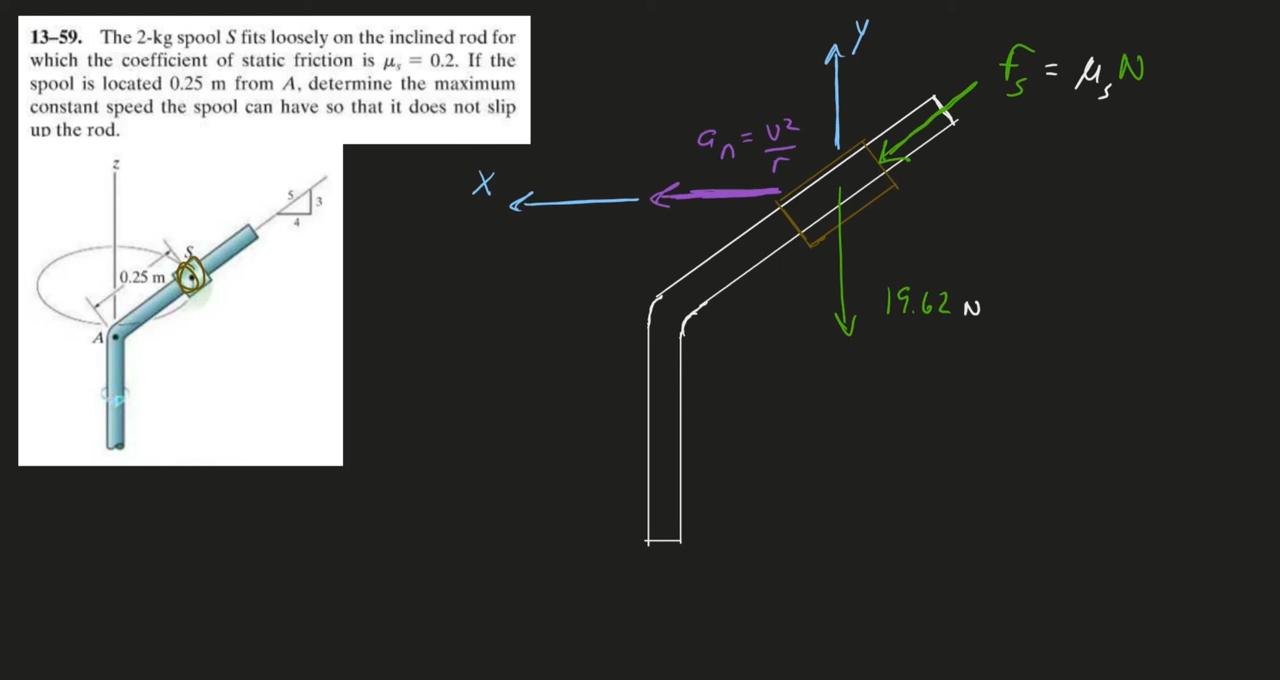 13–59. The 2-kg spool S fits loosely on the inclined rod for
which the coefficient of static friction is μs = 0.2. If the
spool is located 0.25 m from A, determine the maximum
constant speed the spool can have so that it does not slip
up the rod.
z
5
3
4
S
0.25 m
A
y
fs = μs N
an = v²/r
x
19.62 N